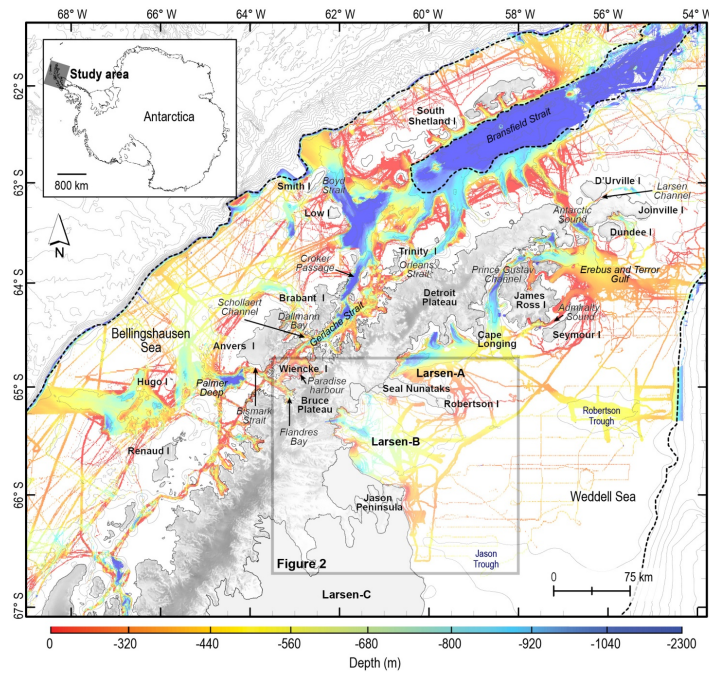 68° W
66° W
64° W
62° W
60° W
58° W
56° W
54° W
Study area
Antarctica
800 km
N
62°S
63°S
64°S
65°S
66°S
67°S
South
Shetland I
Bransfield Strait
Smith I
Boyd
Strait
Low I
D'Urville I
Larsen
Channel
Antarctic
Sound
Joinville I
Dundee I
Croker
Passage
Trinity I
Orleans
Strait
Prince Gustav
Channel
Erebus and Terror
Gulf
Schollaert
Channel
Brabant I
Dallmann
Bay
Gerlache Strait
Detroit
Plateau
James
Ross I
Admiralty
Sound
Bellingshausen
Sea
Anvers I
Cape
Longing
Seymour I
Hugo I
Palmer
Deep
Wiencke I
Paradise
harbour
Larsen-A
Seal Nunataks
Bismark
Strait
Bruce
Plateau
Robertson I
Robertson
Trough
Flandres
Bay
Larsen-B
Renaud I
Weddell Sea
Jason
Peninsula
Jason
Trough
Figure 2
0
75 km
Larsen-C
0
-320
-440
-560
-680
-800
-920
-1040
-2300
Depth (m)